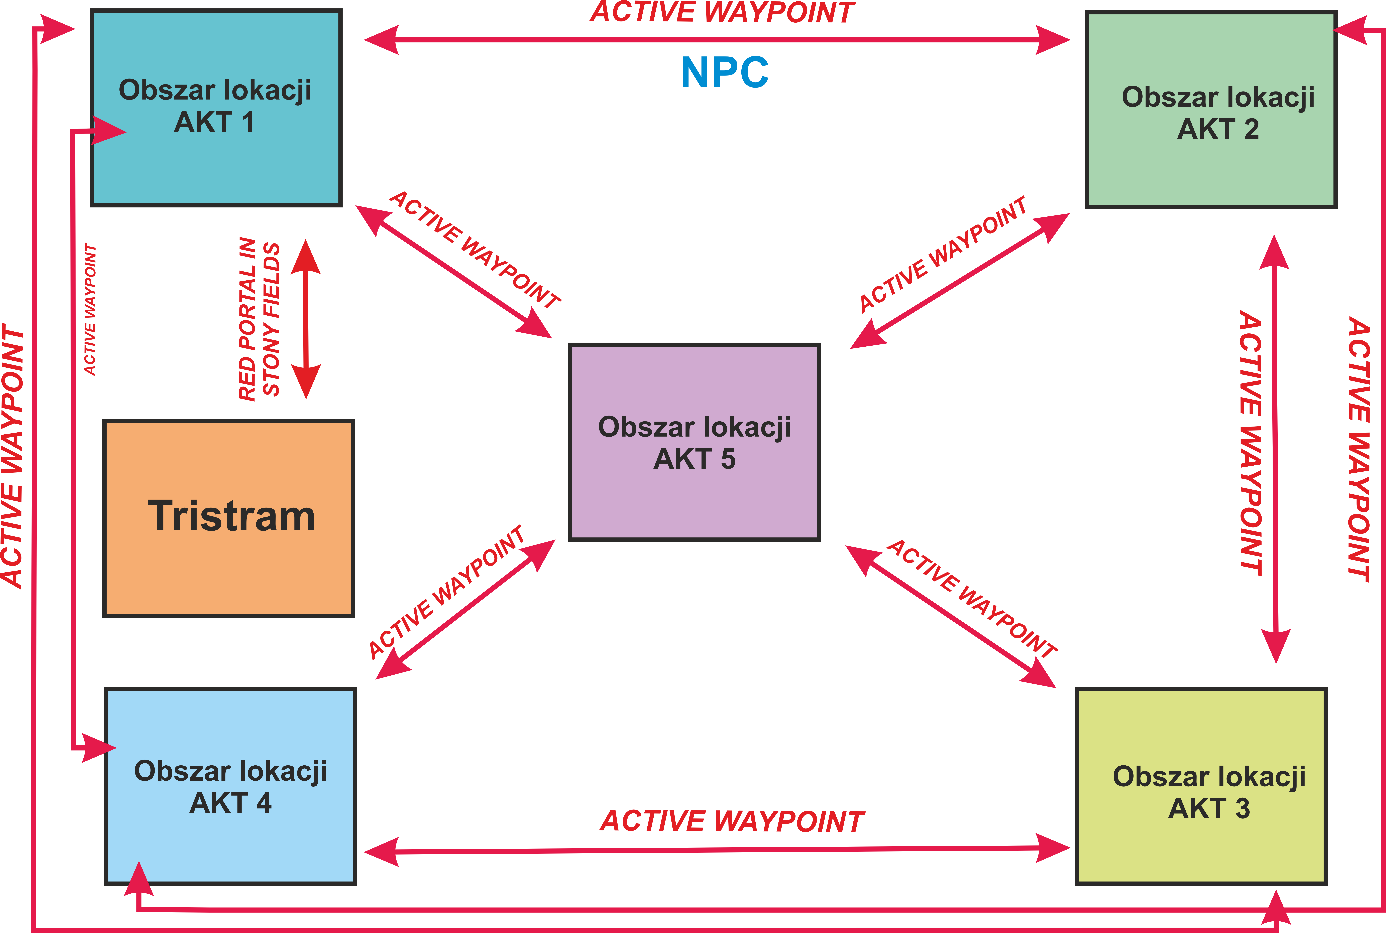 ACTIVE WAYPOINT
NPC
Obszar lokacji
AKT 1
Obszar lokacji
AKT 2
ACTIVE WAYPOINT
ACTIVE WAYPOINT
ACTIVE WAYPOINT
RED PORTAL IN
STONY FIELDS
ACTIVE WAYPOINT
ACTIVE WAYPOINT
ACTIVE WAYPOINT
Obszar lokacji
AKT 5
Tristram
ACTIVE WAYPOINT
ACTIVE WAYPOINT
Obszar lokacji
AKT 4
Obszar lokacji
AKT 3
ACTIVE WAYPOINT